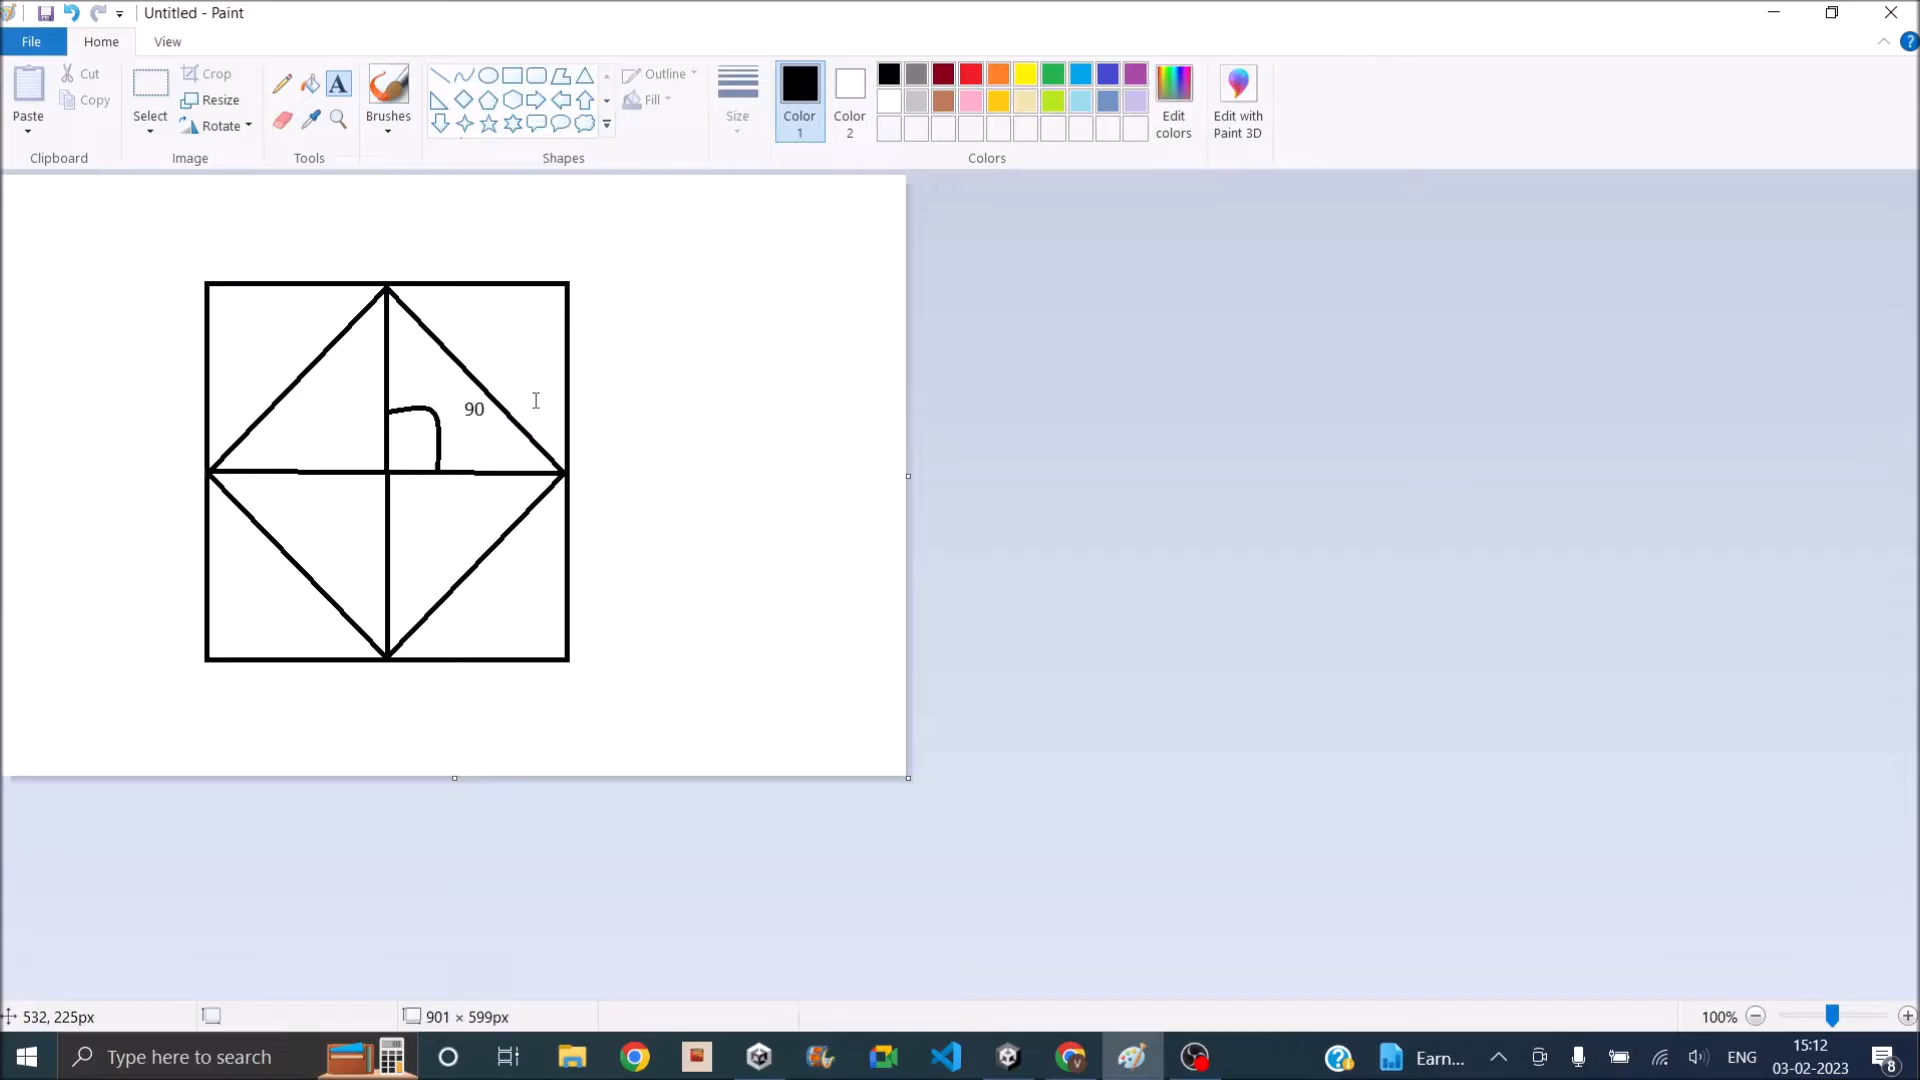 Untitled - Paint
File Home View
Paste
Cut
Copy
Clipboard
Select
Crop
Resize
Rotate
Image
Tools
Brushes
Shapes
Outline
Fill
Size
Color 1
Color 2
Colors
Edit colors
Edit with Paint 3D
90
532, 225px
901 × 599px
100%
Type here to search
Earn...
ENG
15:12
03-02-2023
8